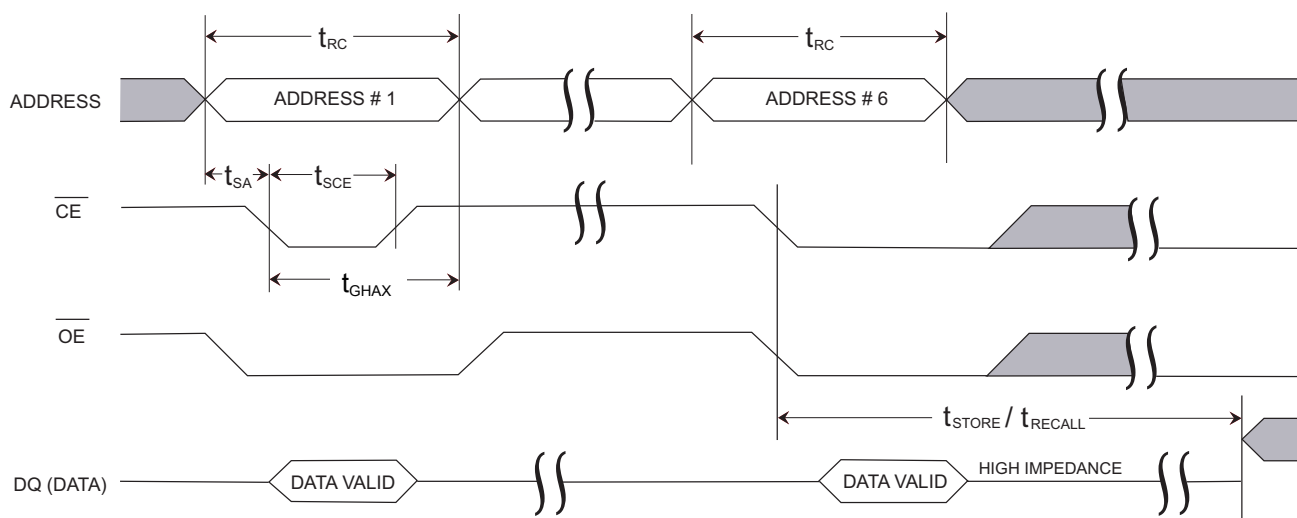 tRC
tRC
ADDRESS
ADDRESS # 1
ADDRESS # 6
tSA
tSCE
CE
tGHAX
OE
tSTORE / tRECALL
DQ (DATA)
DATA VALID
DATA VALID
HIGH IMPEDANCE